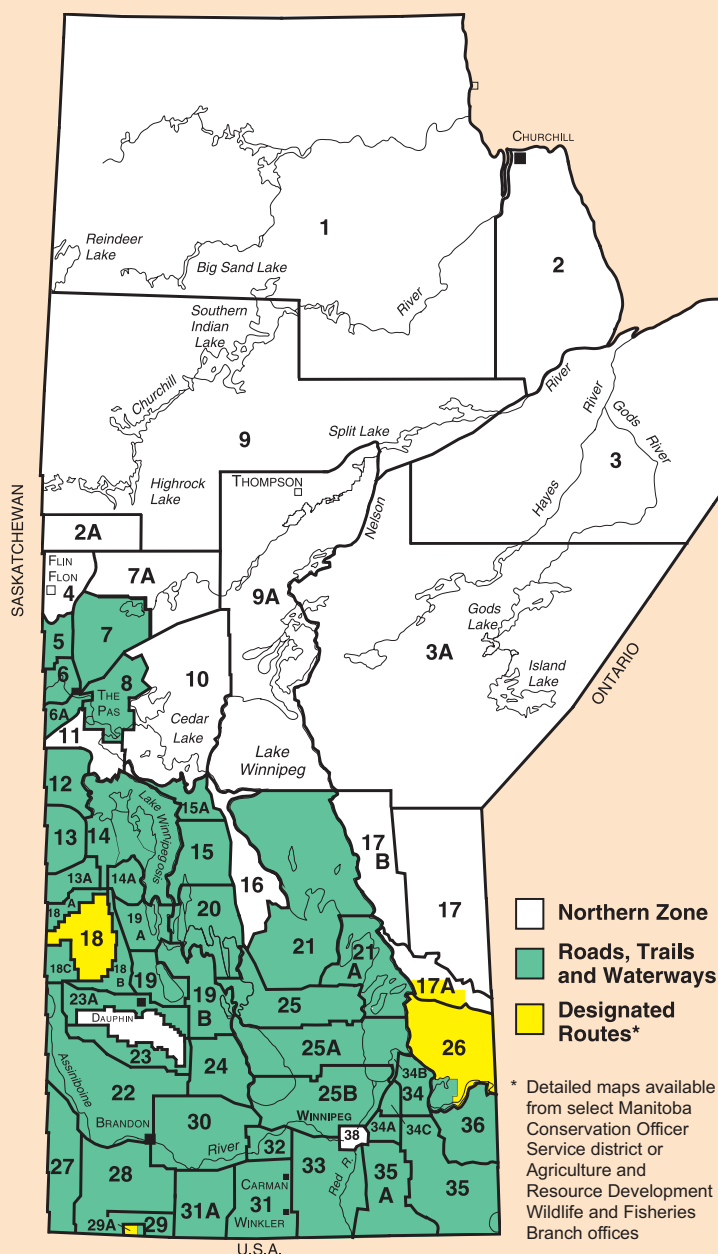 CHURCHILL
1
Reindeer
Lake
Big Sand Lake
2
River
Southern
Indian
Lake
Churchill
River
River
Gods
River
9
Split Lake
3
Highrock
Lake
THOMPSON
Nelson
Hayes
SASKATCHEWAN
2A
FLIN
FLON
4
7A
9A
Gods
Lake
5
7
3A
Island
Lake
ONTARIO
6
8
10
THE
PAS
6A
Cedar
Lake
11
Lake
Winnipeg
12
Lake Winnipegosis
15A
13
14
15
17
B
13A
14A
16
17
18
A
20
19
A
18
21
21
A
18C
18
B
19
17A
23A
19
B
25
DAUPHIN
23
26
25A
24
34B
Assiniboine
22
25B
34
WINNIPEG
30
BRANDON
34A
34C
36
38
River
32
27
28
33
Red R.
CARMAN
31A
31
35
A
35
WINKLER
29A
29
U.S.A.
Northern Zone
Roads, Trails
and Waterways
Designated
Routes*
* Detailed maps available
from select Manitoba
Conservation Officer
Service district or
Agriculture and
Resource Development
Wildlife and Fisheries
Branch offices